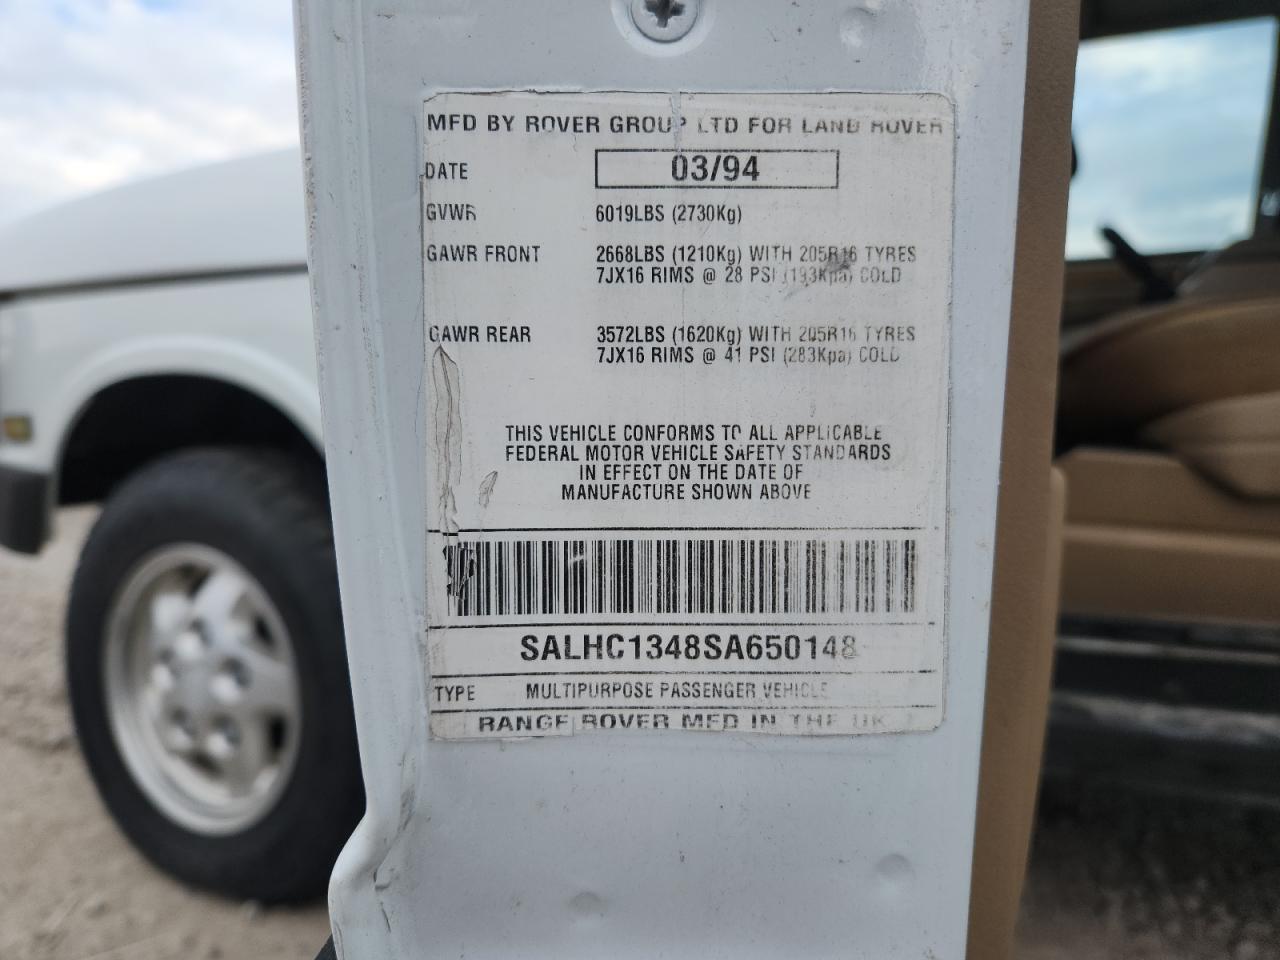 MFD BY ROVER GROUP LTD FOR LAND ROVER
DATE 03/94
GVWR 6019LBS (2730Kg)
GAWR FRONT 2668LBS (1210Kg) WITH 205R16 TYRES
7JX16 RIMS @ 28 PSI (193Kpa) COLD
GAWR REAR 3572LBS (1620Kg) WITH 205R16 TYRES
7JX16 RIMS @ 41 PSI (283Kpa) COLD
THIS VEHICLE CONFORMS TO ALL APPLICABLE
FEDERAL MOTOR VEHICLE SAFETY STANDARDS
IN EFFECT ON THE DATE OF
MANUFACTURE SHOWN ABOVE
SALHC1348SA650148
TYPE MULTIPURPOSE PASSENGER VEHICLE
RANGE ROVER MFD IN THE UK